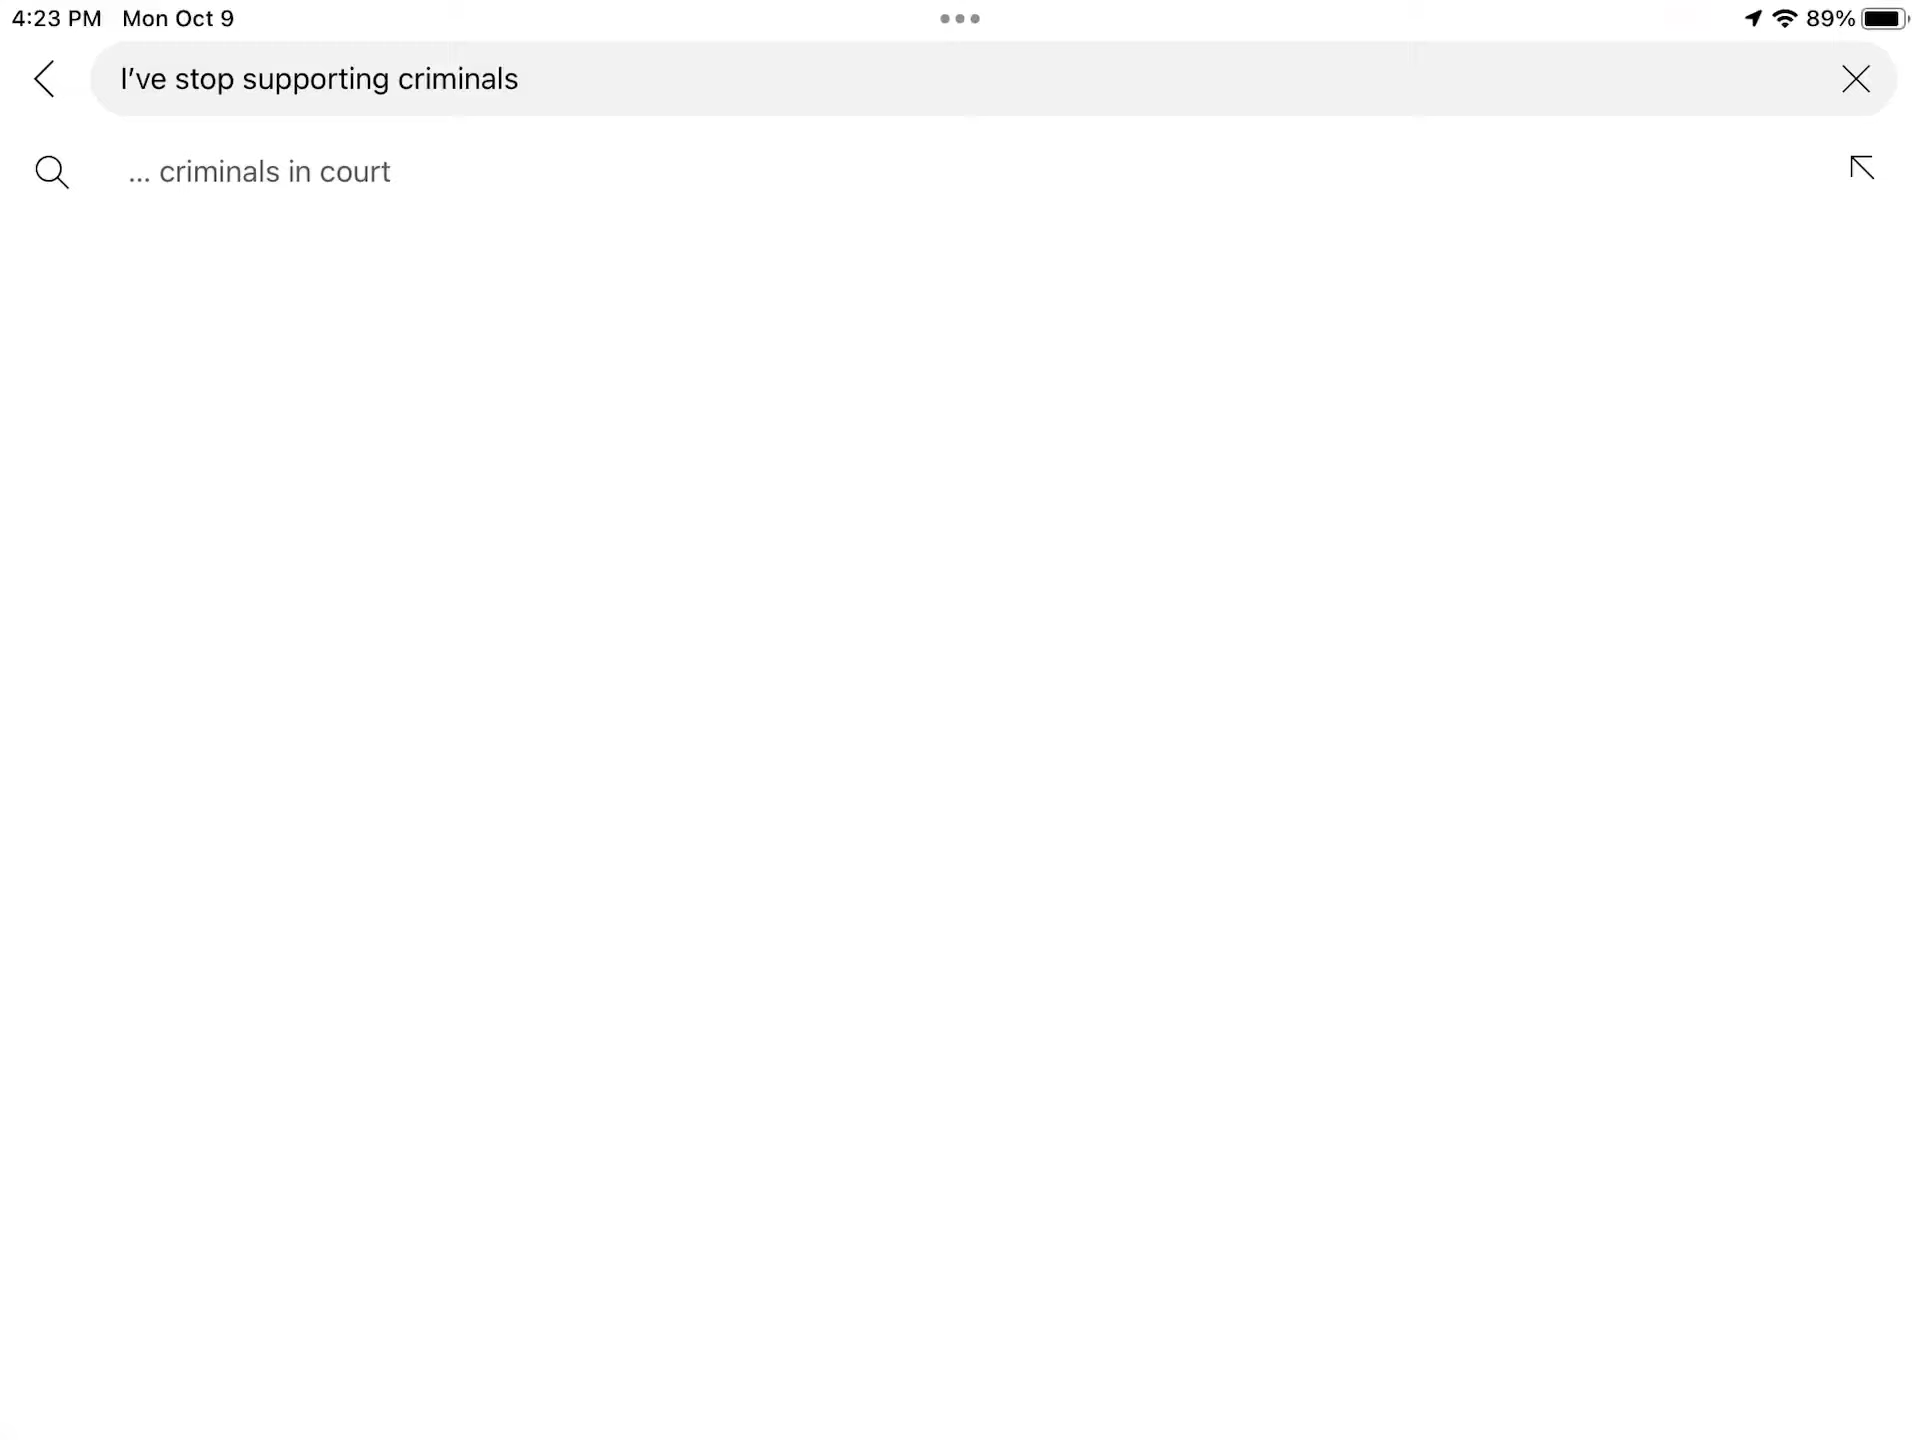 4:23 PM Mon Oct 9
89%
I've stop supporting criminals
... criminals in court